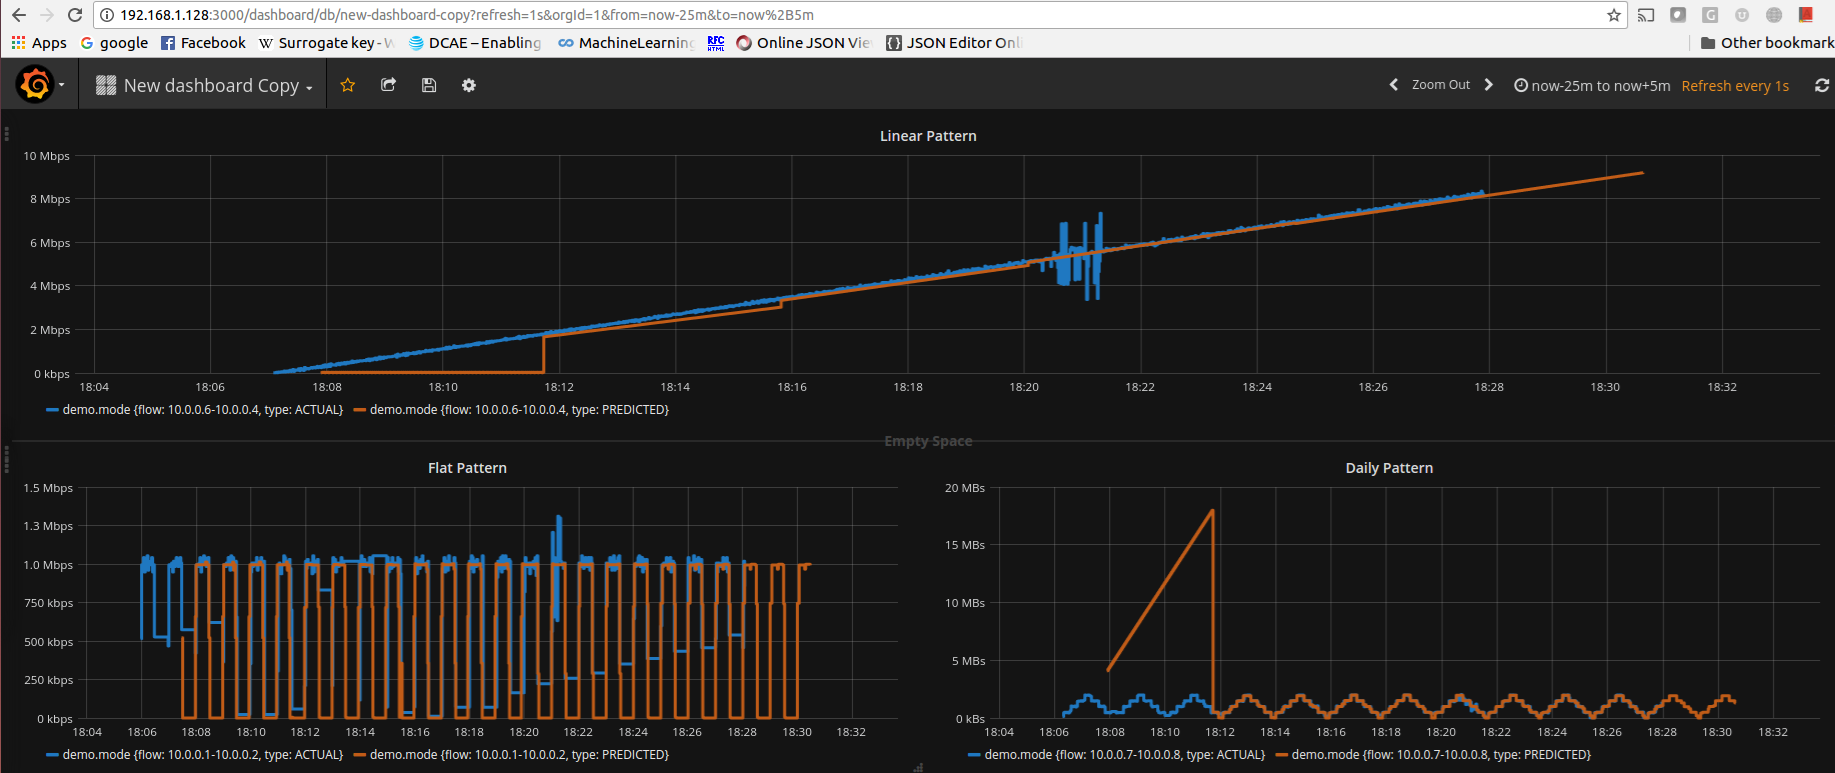 192.168.1.128:3000/dashboard/db/new-dashboard-copy?refresh=1s&orgId=1&from=now-25m&to=now%2B5m
Apps google Facebook Surrogate key - W DCAE – Enabling MachineLearning RFC HTML Online JSON Vie JSON Editor Onl Other bookmark
New dashboard Copy Zoom Out now-25m to now+5m Refresh every 1s
Linear Pattern
10 Mbps
8 Mbps
6 Mbps
4 Mbps
2 Mbps
0 kbps
18:04 18:06 18:08 18:10 18:12 18:14 18:16 18:18 18:20 18:22 18:24 18:26 18:28 18:30 18:32
demo.mode {flow: 10.0.0.6-10.0.0.4, type: ACTUAL} demo.mode {flow: 10.0.0.6-10.0.0.4, type: PREDICTED}
Empty Space
Flat Pattern
1.5 Mbps
1.3 Mbps
1.0 Mbps
750 kbps
500 kbps
250 kbps
0 kbps
18:04 18:06 18:08 18:10 18:12 18:14 18:16 18:18 18:20 18:22 18:24 18:26 18:28 18:30 18:32
demo.mode {flow: 10.0.0.1-10.0.0.2, type: ACTUAL} demo.mode {flow: 10.0.0.1-10.0.0.2, type: PREDICTED}
Daily Pattern
20 MBs
15 MBs
10 MBs
5 MBs
0 kBs
18:04 18:06 18:08 18:10 18:12 18:14 18:16 18:18 18:20 18:22 18:24 18:26 18:28 18:30 18:32
demo.mode {flow: 10.0.0.7-10.0.0.8, type: ACTUAL} demo.mode {flow: 10.0.0.7-10.0.0.8, type: PREDICTED}